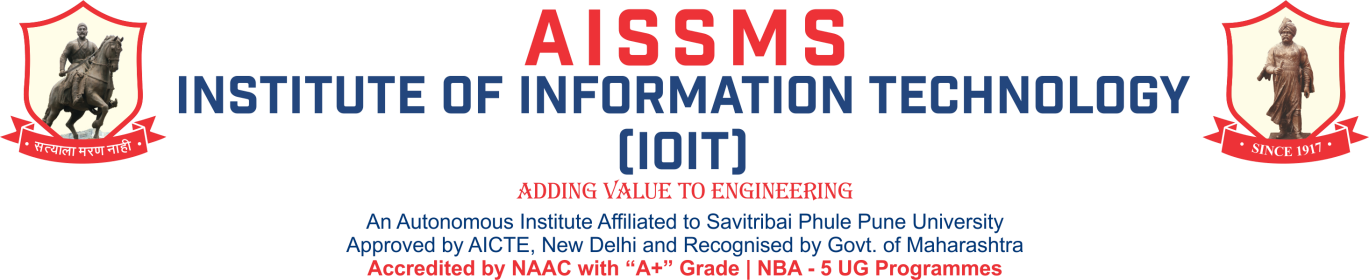 AISSMS
INSTITUTE OF INFORMATION TECHNOLOGY
(IOIT)
ADDING VALUE TO ENGINEERING
An Autonomous Institute Affiliated to Savitribai Phule Pune University
Approved by AICTE, New Delhi and Recognised by Govt. of Maharashtra
Accredited by NAAC with “A+” Grade | NBA - 5 UG Programmes
• सत्याला मरण नाही •
• SINCE 1917 •